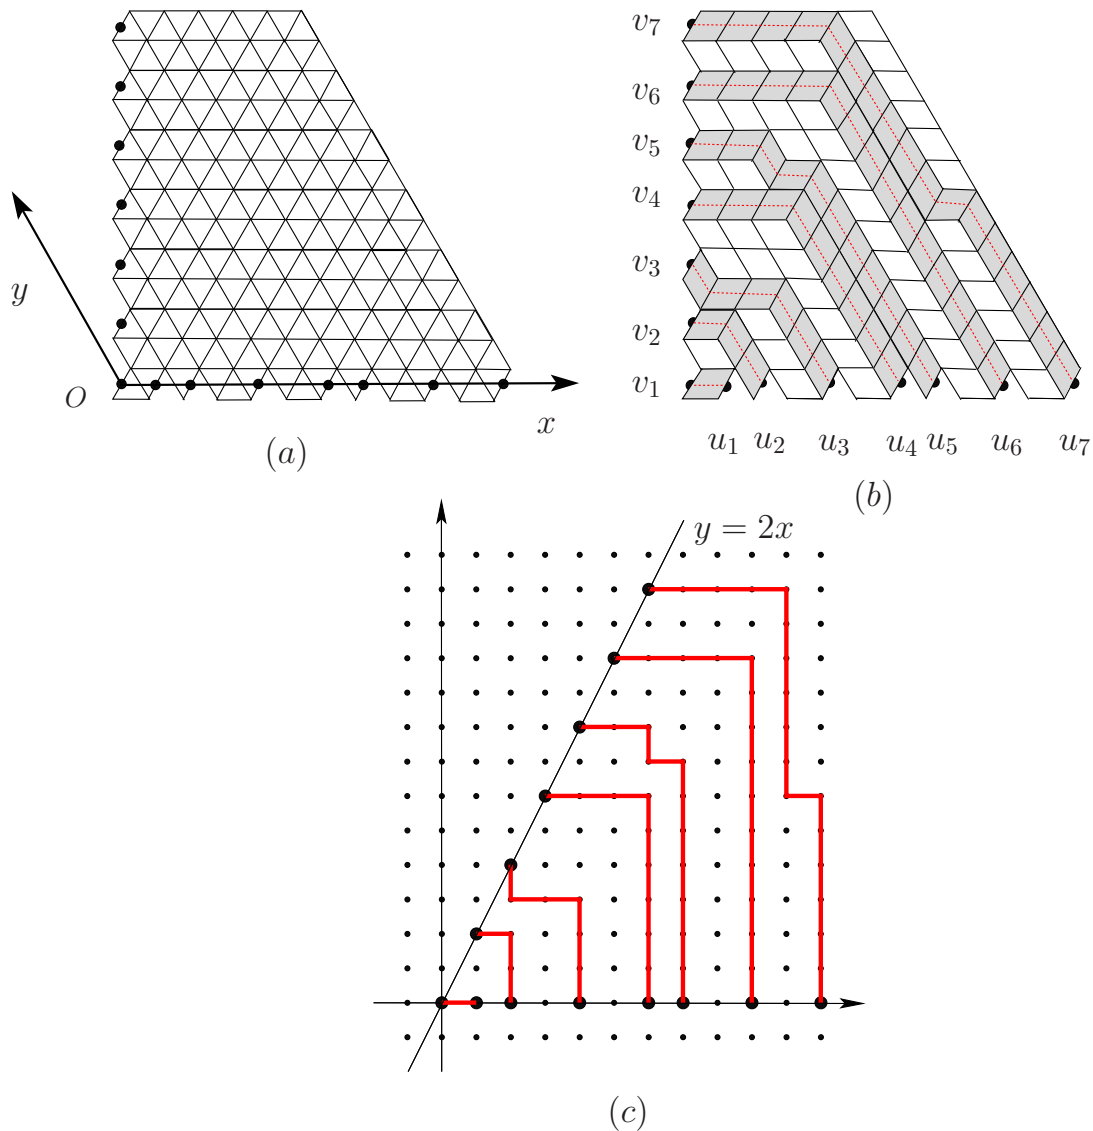 y
O
x
(a)
v₇
v₆
v₅
v₄
v₃
v₂
v₁
u₁ u₂ u₃ u₄ u₅ u₆ u₇
(b)
y = 2x
(c)